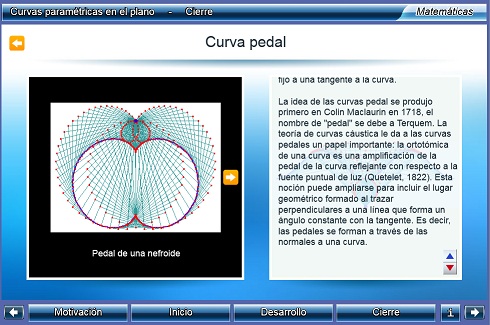 Curvas paramétricas en el plano - Cierre
Matemáticas
Curva pedal
fijo a una tangente a la curva.
La idea de las curvas pedal se produjo
primero en Colin Maclaurin en 1718, el
nombre de "pedal" se debe a Terquem. La
teoría de curvas cáustica le da a las curvas
pedales un papel importante: la ortotómica
de una curva es una amplificación de la
pedal de la curva reflejante con respecto a la
fuente puntual de luz (Quetelet, 1822). Esta
noción puede ampliarse para incluir el lugar
geométrico formado al trazar
perpendiculares a una línea que forma un
ángulo constante con la tangente. Es decir,
las pedales se forman a través de las
normales a una curva.
Pedal de una nefroide
Motivación
Inicio
Desarrollo
Cierre
i